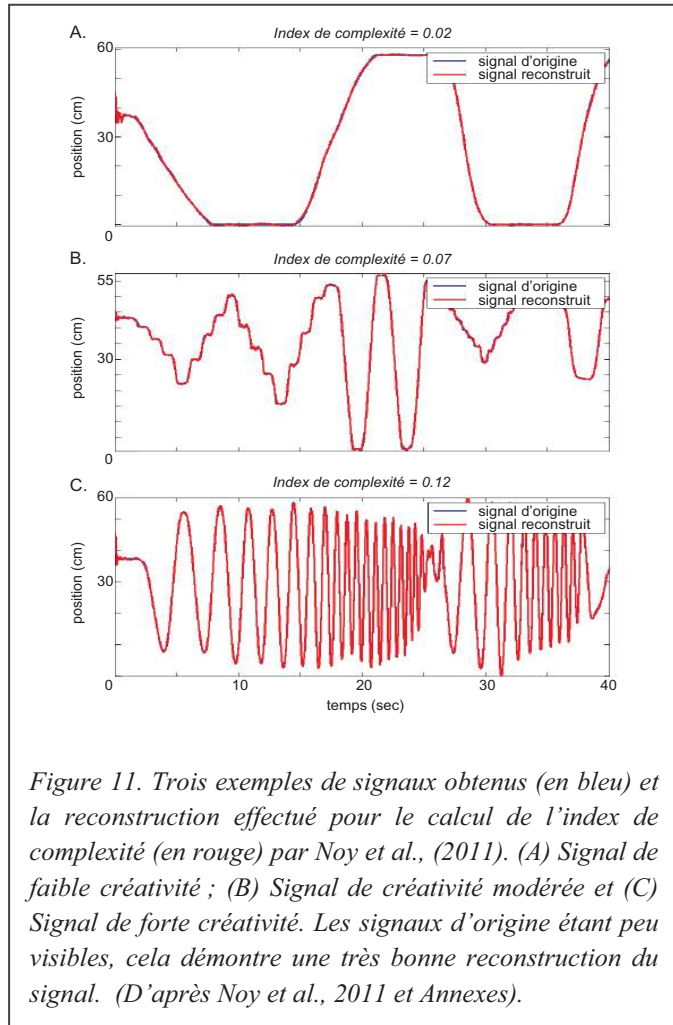 A.
Index de complexité = 0.02
60
signal d'origine
signal reconstruit
30
position (cm)
0
0
10
20
30
40
B.
Index de complexité = 0.07
55
signal d'origine
signal reconstruit
30
position (cm)
0
C.
Index de complexité = 0.12
60
signal d'origine
signal reconstruit
30
position (cm)
0
10
20
30
40
temps (sec)
Figure 11. Trois exemples de signaux obtenus (en bleu) et
la reconstruction effectué pour le calcul de l'index de
complexité (en rouge) par Noy et al., (2011). (A) Signal de
faible créativité ; (B) Signal de créativité modérée et (C)
Signal de forte créativité. Les signaux d'origine étant peu
visibles, cela démontre une très bonne reconstruction du
signal. (D'après Noy et al., 2011 et Annexes).